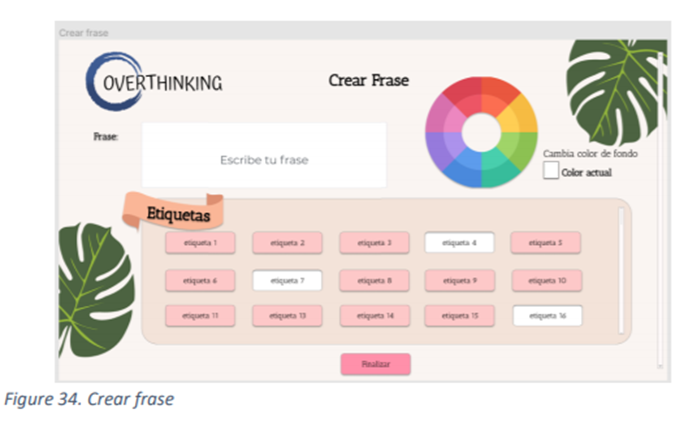 Crear frase
OVERTHINKING
Crear Frase
Frase:
Escribe tu frase
Cambia color de fondo
Color actual
Etiquetas
etiqueta 1
etiqueta 2
etiqueta 3
etiqueta 4
etiqueta 5
etiqueta 6
etiqueta 7
etiqueta 8
etiqueta 9
etiqueta 10
etiqueta 11
etiqueta 13
etiqueta 14
etiqueta 15
etiqueta 16
Realizar
Figure 34. Crear frase